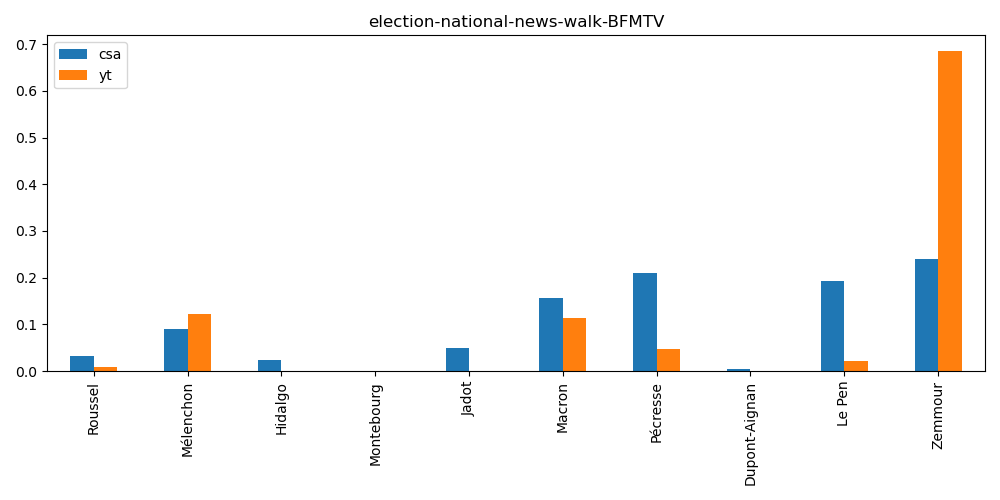 election-national-news-walk-BFMTV
csa
yt
0.7
0.6
0.5
0.4
0.3
0.2
0.1
0.0
Roussel
Mélenchon
Hidalgo
Montebourg
Jadot
Macron
Pécresse
Dupont-Aignan
Le Pen
Zemmour